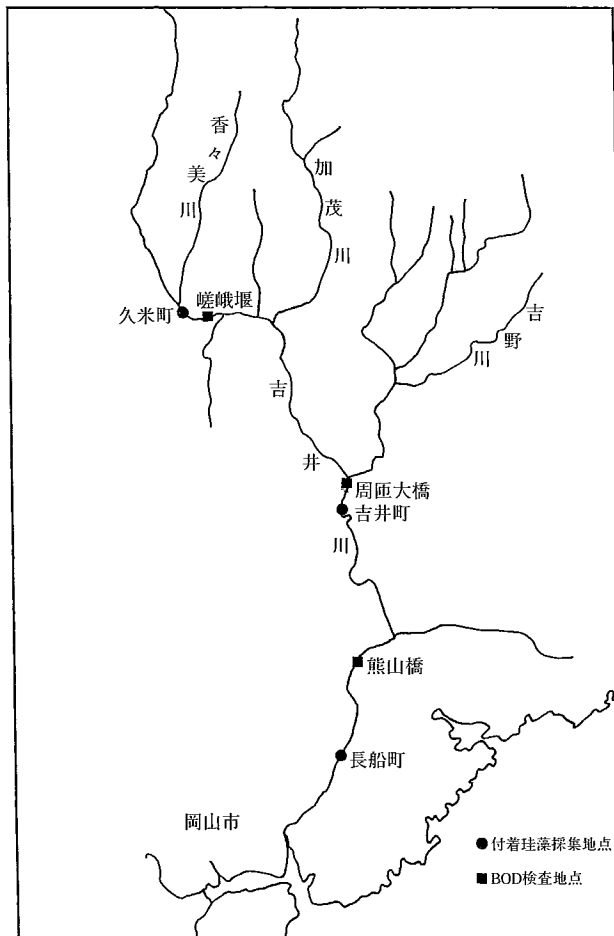 香々美川
加茂川
嵯峨堰
久米町
吉野川
吉井川
周匝大橋
吉井町
熊山橋
長船町
岡山市
●付着珪藻採集地点
■BOD検査地点